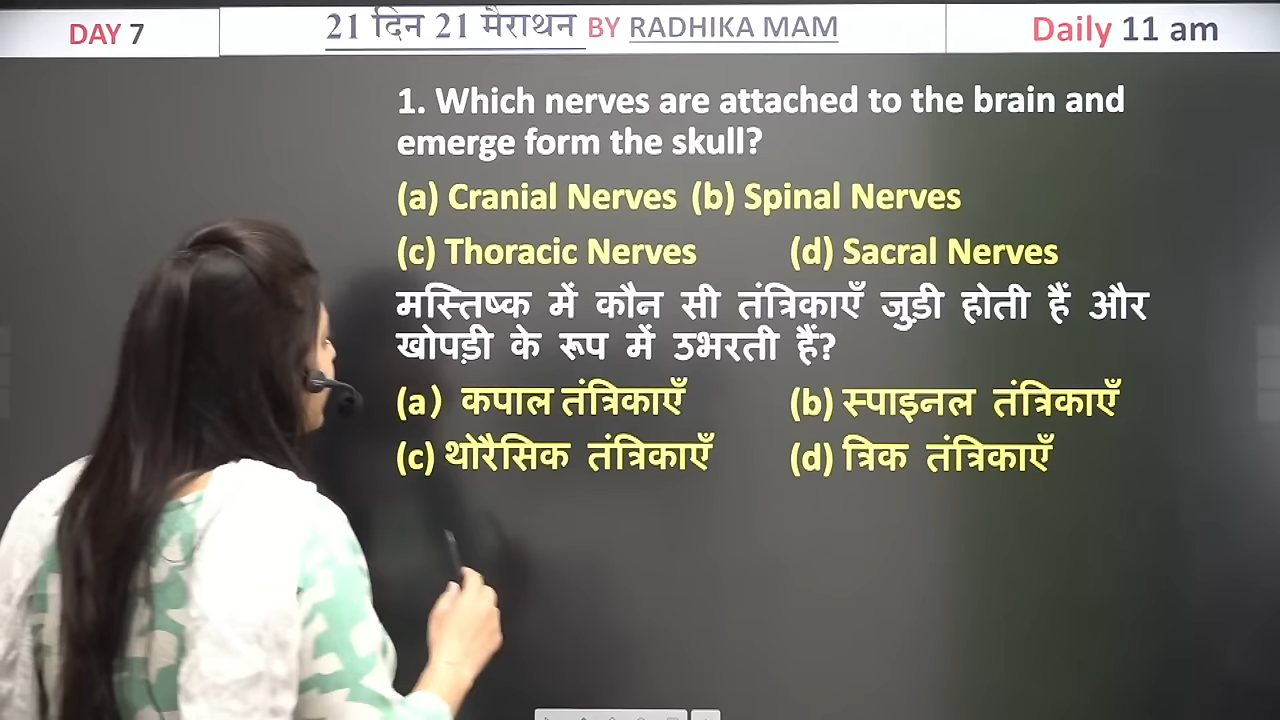 DAY 7
21 दिन 21 मैराथन BY RADHIKA MAM
Daily 11 am
1. Which nerves are attached to the brain and
emerge form the skull?
(a) Cranial Nerves (b) Spinal Nerves
(c) Thoracic Nerves (d) Sacral Nerves
मस्तिष्क में कौन सी तंत्रिकाएँ जुड़ी होती हैं और
खोपड़ी के रूप में उभरती हैं?
(a) कपाल तंत्रिकाएँ (b) स्पाइनल तंत्रिकाएँ
(c) थोरैसिक तंत्रिकाएँ (d) त्रिक तंत्रिकाएँ